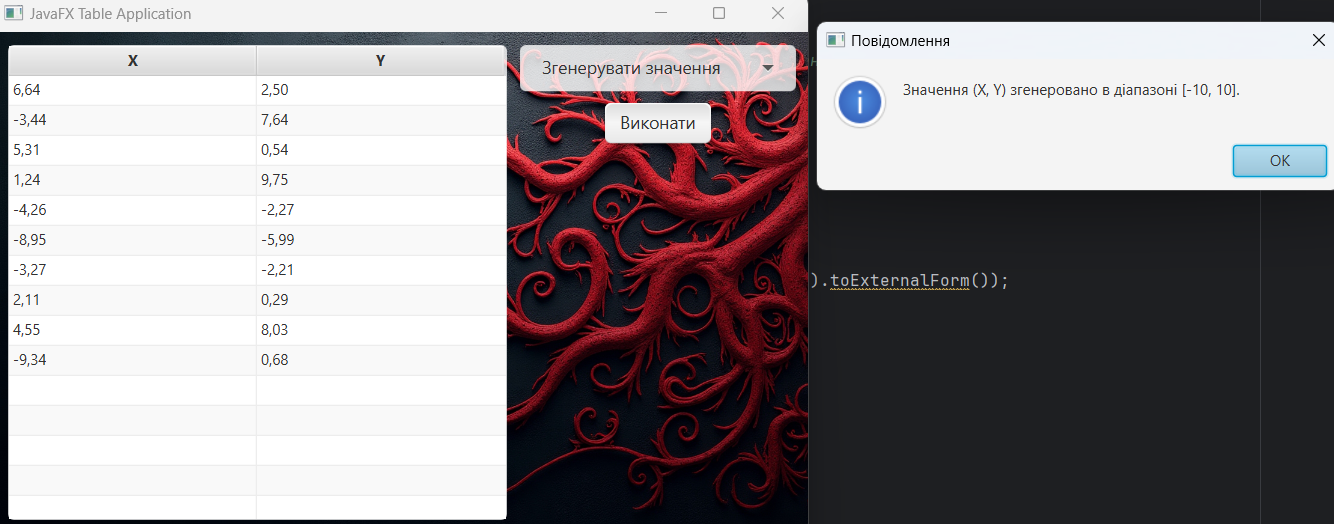 JavaFX Table Application
X Y
6,64 2,50
-3,44 7,64
5,31 0,54
1,24 9,75
-4,26 -2,27
-8,95 -5,99
-3,27 -2,21
2,11 0,29
4,55 8,03
-9,34 0,68
Згенерувати значення
Виконати
Повідомлення
Значення (X, Y) згенеровано в діапазоні [-10, 10].
OK
).toExternalForm());